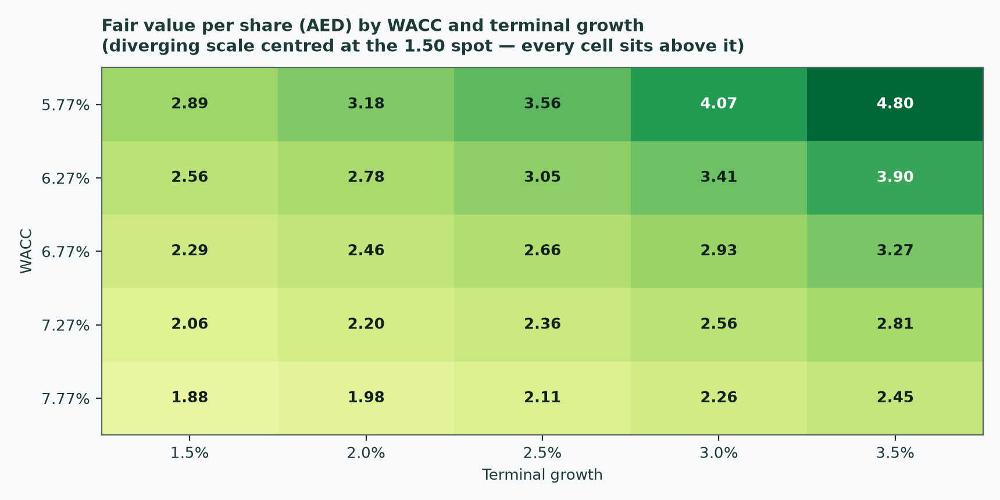 Fair value per share (AED) by WACC and terminal growth
(diverging scale centred at the 1.50 spot — every cell sits above it)
5.77% 2.89 3.18 3.56 4.07 4.80
6.27% 2.56 2.78 3.05 3.41 3.90
WACC
6.77% 2.29 2.46 2.66 2.93 3.27
7.27% 2.06 2.20 2.36 2.56 2.81
7.77% 1.88 1.98 2.11 2.26 2.45
1.5% 2.0% 2.5% 3.0% 3.5%
Terminal growth